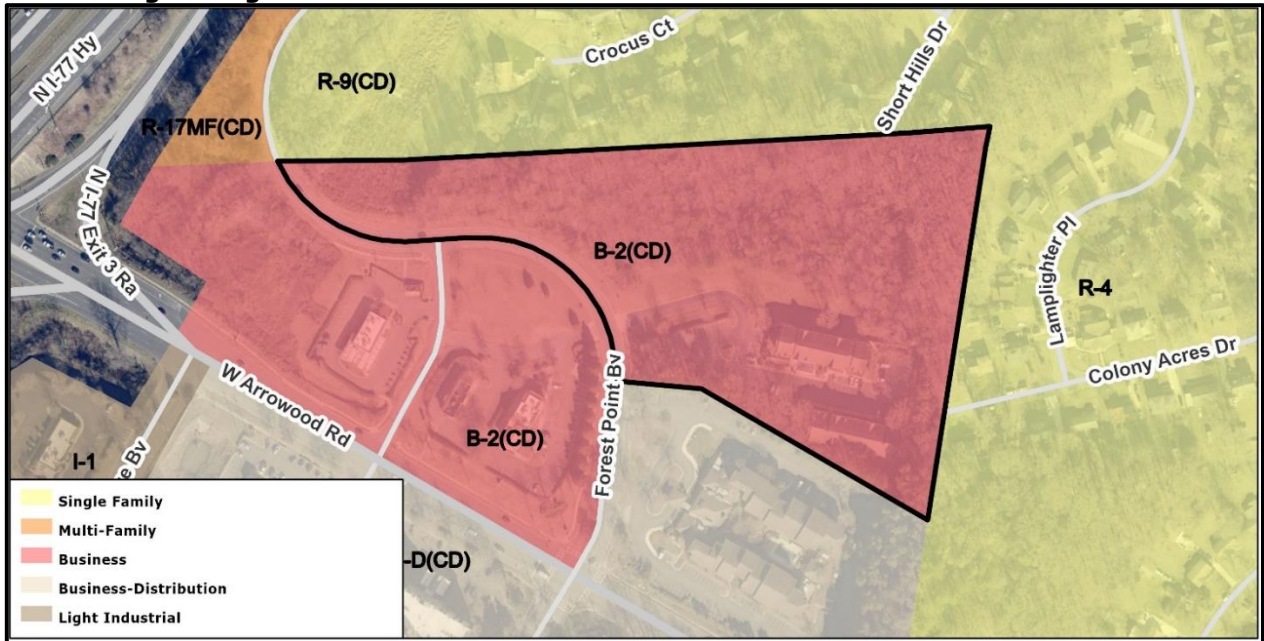 N I-77 Hy
Crocus Ct
Short Hills Dr
R-9(CD)
R-17MF(CD)
N I-77 Exit 3 Ra
B-2(CD)
Lamplighter Pl
R-4
Colony Acres Dr
W Arrowood Rd
Forest Point Bv
B-2(CD)
I-1
e Bv
-D(CD)
Single Family
Multi-Family
Business
Business-Distribution
Light Industrial